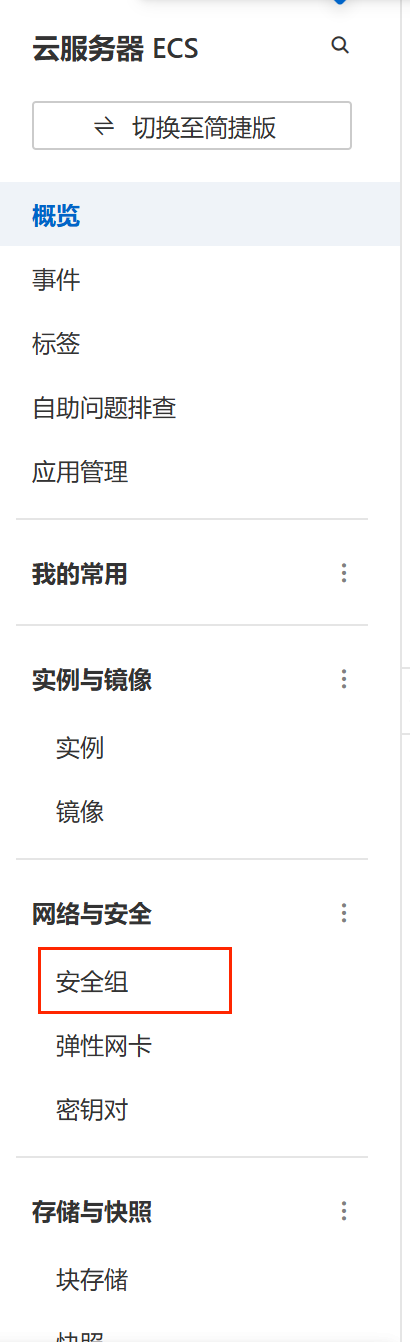 云服务器 ECS
切换至简捷版
概览
事件
标签
自助问题排查
应用管理
我的常用
实例与镜像
实例
镜像
网络与安全
安全组
弹性网卡
密钥对
存储与快照
块存储
快照